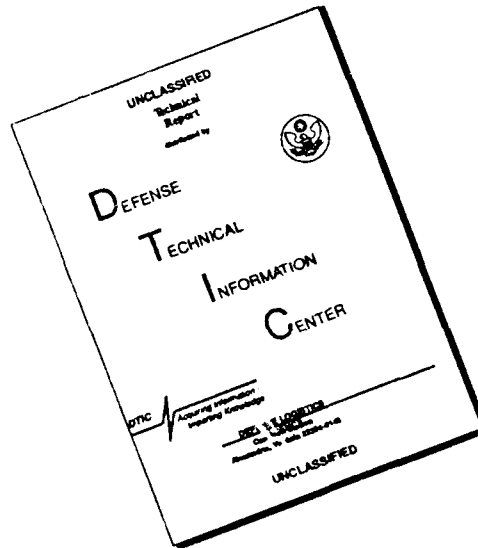 UNCLASSIFIED
Technical
Report
distributed by
DEFENSE
TECHNICAL
INFORMATION
CENTER
DTIC
Acquiring Information
Imparting Knowledge
UNCLASSIFIED